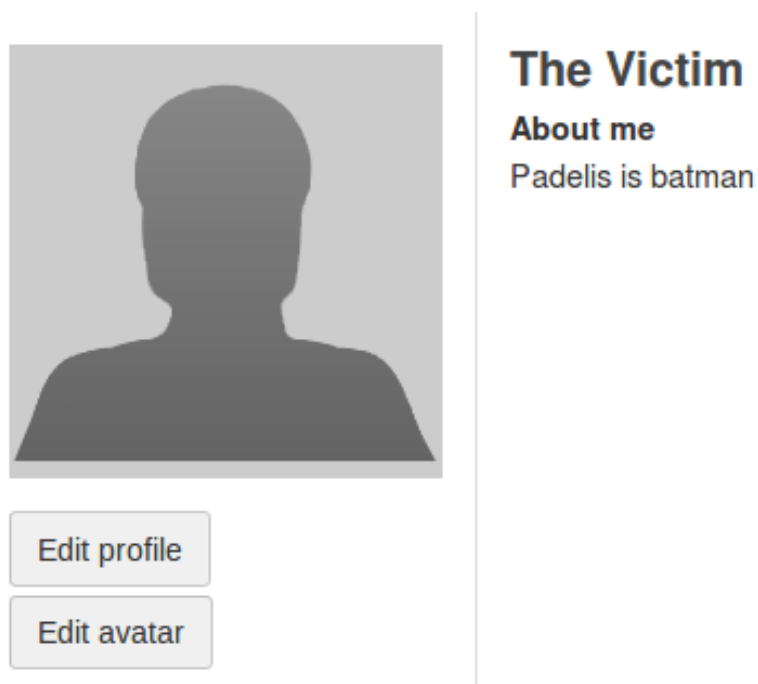 The Victim
About me
Padelis is batman
Edit profile
Edit avatar